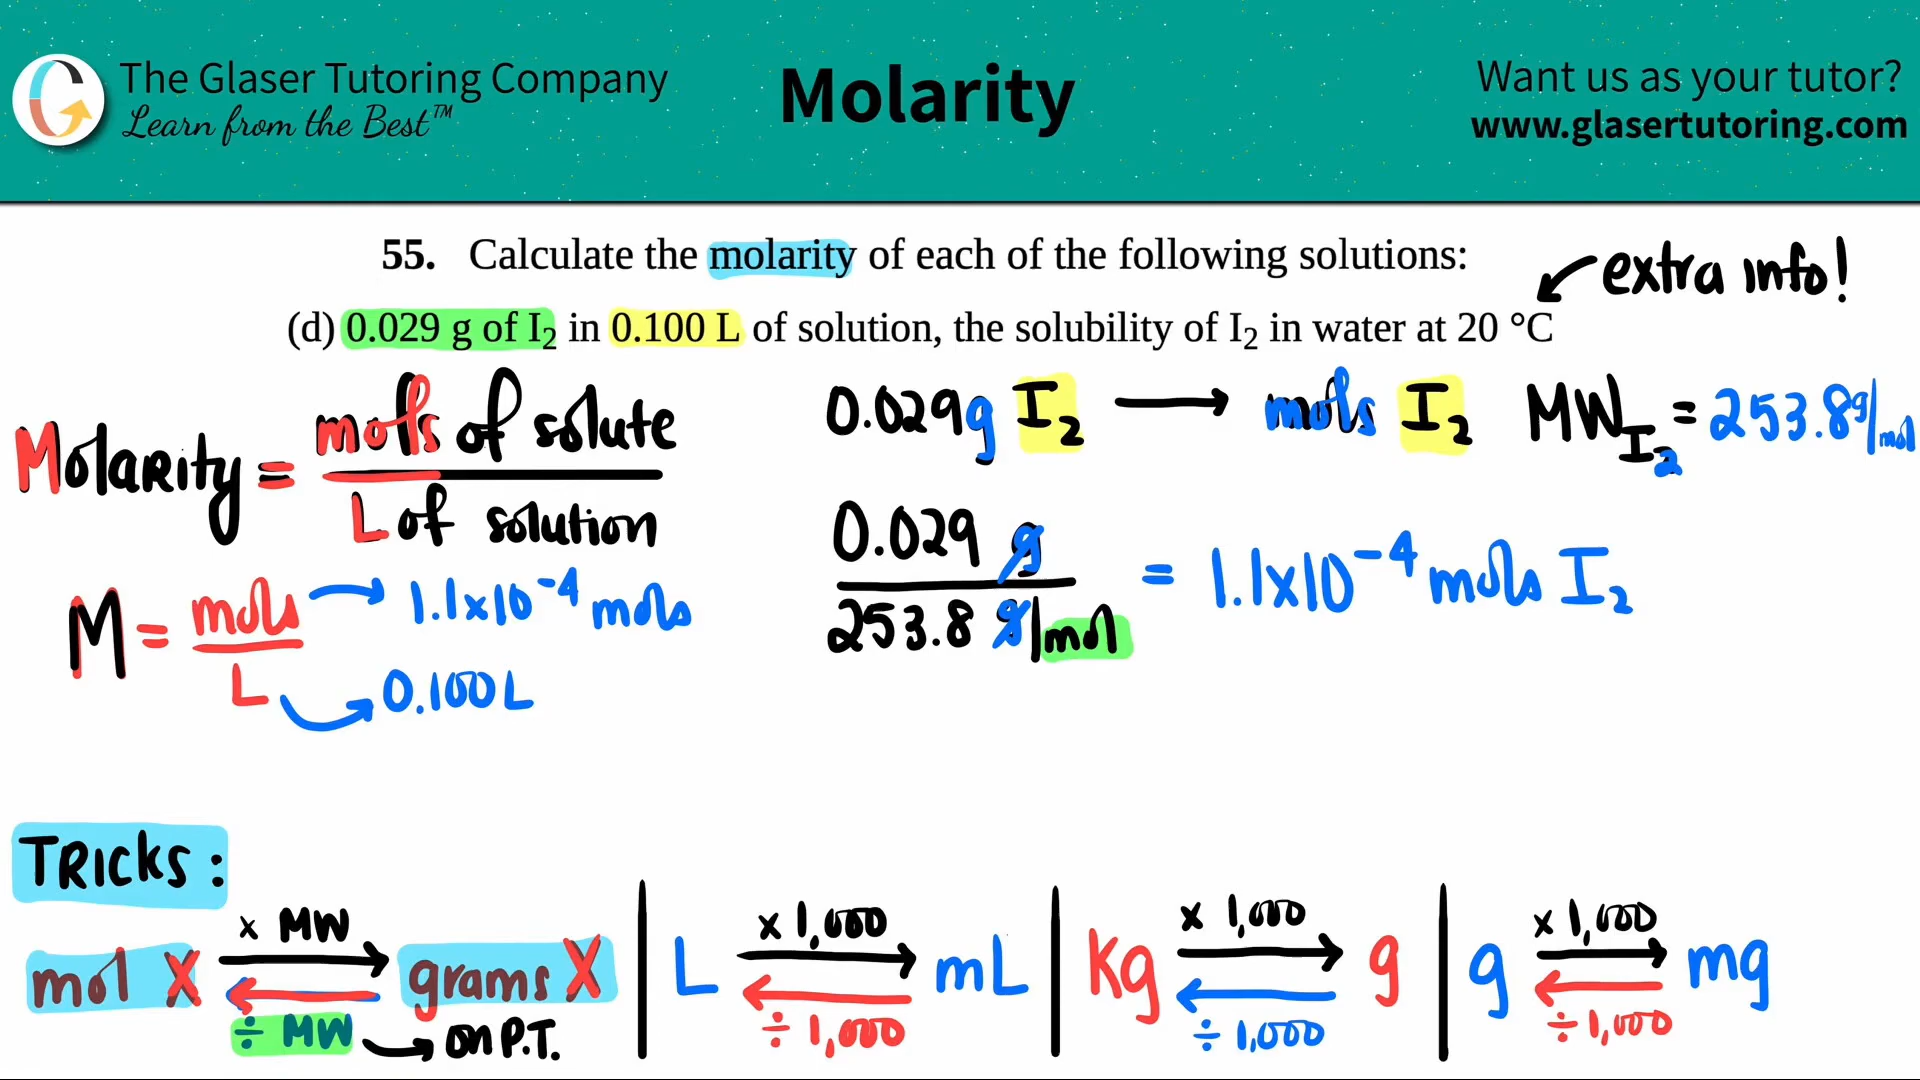 The Glaser Tutoring Company
Learn from the Best™
Molarity
Want us as your tutor?
www.glasertutoring.com
55. Calculate the molarity of each of the following solutions:
extra info!
(d) 0.029 g of I₂ in 0.100 L of solution, the solubility of I₂ in water at 20 °C
Molarity = mols of solute
L of solution
0.029g I₂ → mols I₂
MW I₂ = 253.8 g/mol
0.029 g
253.8 g/mol
= 1.1x10⁻⁴ mols I₂
M = mols → 1.1x10⁻⁴ mols
L → 0.100L
TRICKS:
x MW
mol X grams X
÷ MW → on P.T.
x 1,000
L mL
÷ 1,000
x 1,000
kg g
÷ 1,000
x 1,000
g mg
÷ 1,000